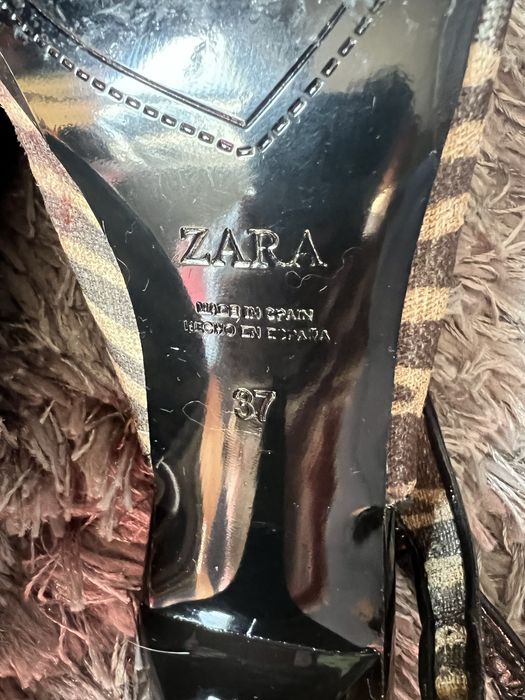 ZARA
MADE IN SPAIN
HECHO EN ESPAÑA
37